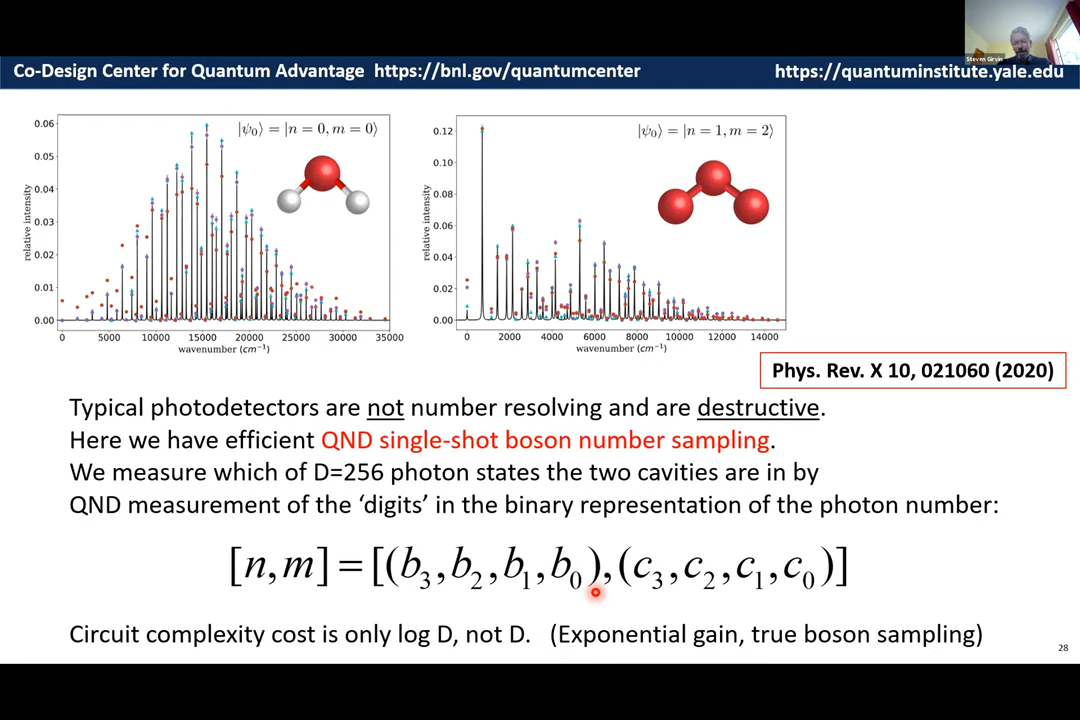 Steven Girvin
Co-Design Center for Quantum Advantage https://bnl.gov/quantumcenter
https://quantuminstitute.yale.edu
|ψ₀⟩ = |n = 0, m = 0⟩
relative intensity
0.06
0.05
0.04
0.03
0.02
0.01
0.00
0 5000 10000 15000 20000 25000 30000 35000
wavenumber (cm⁻¹)
|ψ₀⟩ = |n = 1, m = 2⟩
relative intensity
0.12
0.10
0.08
0.06
0.04
0.02
0.00
0 2000 4000 6000 8000 10000 12000 14000
wavenumber (cm⁻¹)
Phys. Rev. X 10, 021060 (2020)
Typical photodetectors are not number resolving and are destructive.
Here we have efficient QND single-shot boson number sampling.
We measure which of D=256 photon states the two cavities are in by
QND measurement of the ‘digits’ in the binary representation of the photon number:
[n,m] = [(b₃,b₂,b₁,b₀),(c₃,c₂,c₁,c₀)]
Circuit complexity cost is only log D, not D. (Exponential gain, true boson sampling)
28